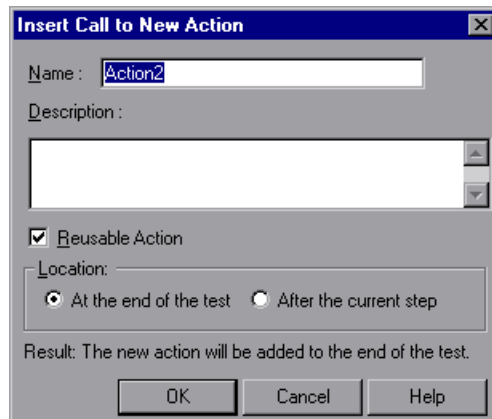 Insert Call to New Action
Name : Action2
Description :
Reusable Action
Location:
At the end of the test After the current step
Result: The new action will be added to the end of the test.
OK Cancel Help